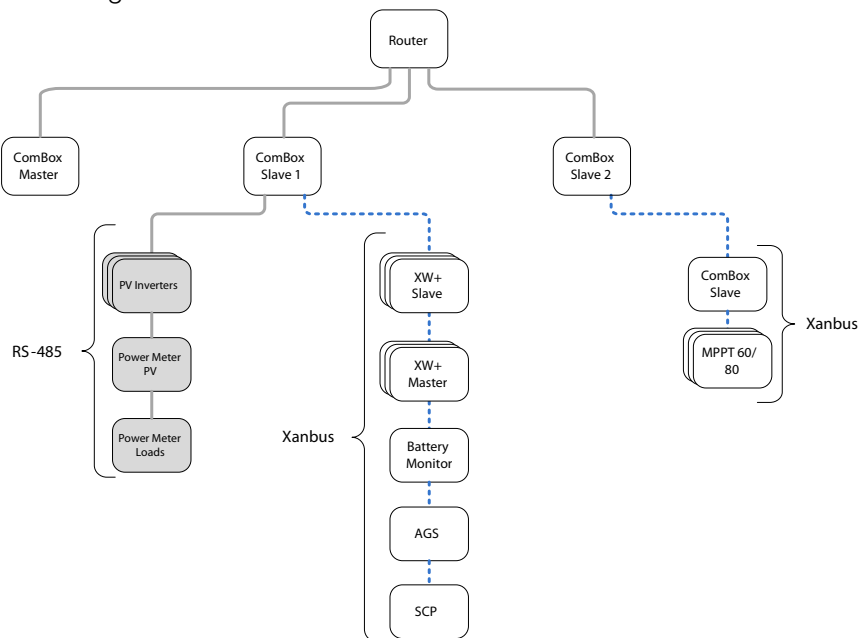 Router
ComBox
Master
ComBox
Slave 1
ComBox
Slave 2
RS-485
PV Inverters
Power Meter
PV
Power Meter
Loads
Xanbus
XW+
Slave
XW+
Master
Battery
Monitor
AGS
SCP
ComBox
Slave
MPPT 60/
80
Xanbus